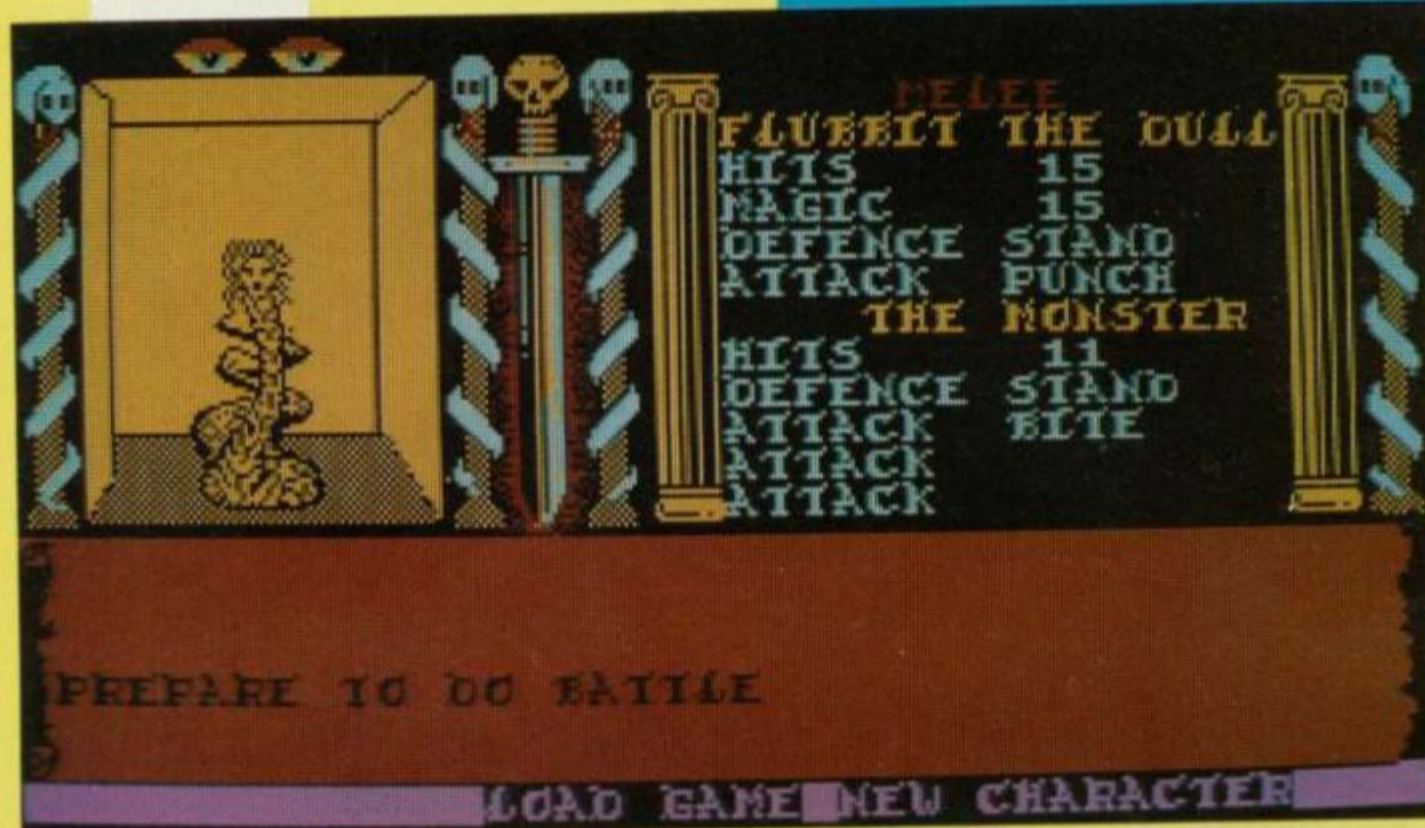 MELEE
FLUBBIT THE DULL
HITS 15
MAGIC 15
DEFENCE STAND
ATTACK PUNCH
THE MONSTER
HITS 11
DEFENCE STAND
ATTACK BITE
ATTACK
ATTACK
PREPARE TO DO BATTLE
LOAD GAME NEW CHARACTER